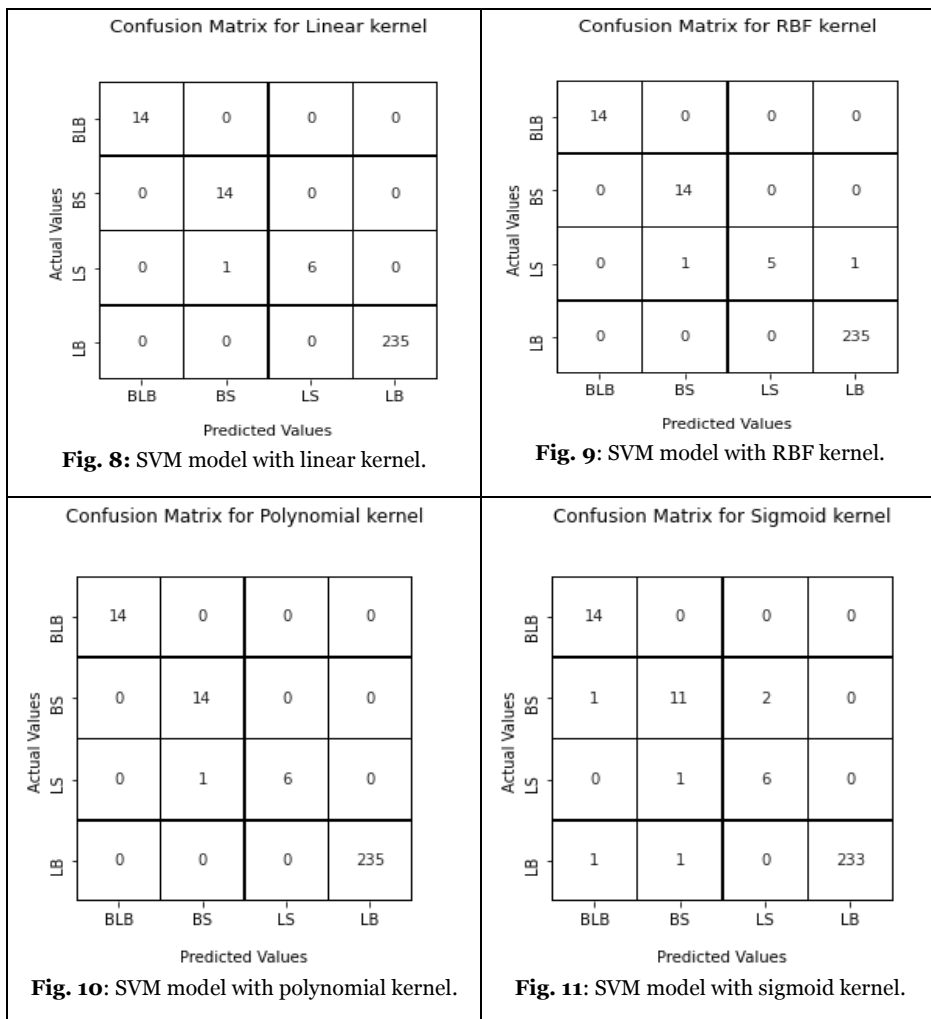 Confusion Matrix for Linear kernel
Actual Values
BLB 14 0 0 0
BS 0 14 0 0
LS 0 1 6 0
LB 0 0 0 235
BLB BS LS LB
Predicted Values
Fig. 8: SVM model with linear kernel.
Confusion Matrix for RBF kernel
Actual Values
BLB 14 0 0 0
BS 0 14 0 0
LS 0 1 5 1
LB 0 0 0 235
BLB BS LS LB
Predicted Values
Fig. 9: SVM model with RBF kernel.
Confusion Matrix for Polynomial kernel
Actual Values
BLB 14 0 0 0
BS 0 14 0 0
LS 0 1 6 0
LB 0 0 0 235
BLB BS LS LB
Predicted Values
Fig. 10: SVM model with polynomial kernel.
Confusion Matrix for Sigmoid kernel
Actual Values
BLB 14 0 0 0
BS 1 11 2 0
LS 0 1 6 0
LB 1 1 0 233
BLB BS LS LB
Predicted Values
Fig. 11: SVM model with sigmoid kernel.